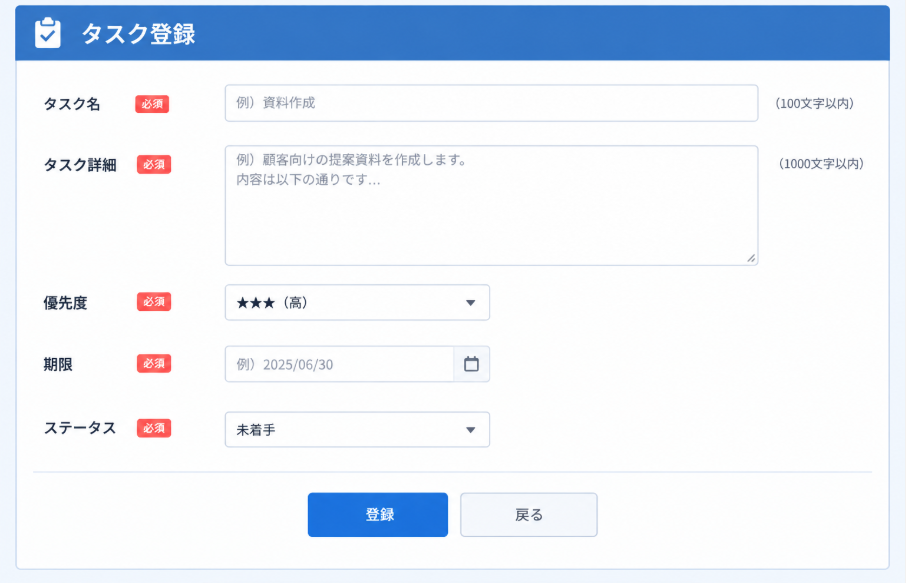 タスク登録
タスク名 必須 例）資料作成 （100文字以内）
タスク詳細 必須 例）顧客向けの提案資料を作成します。 （1000文字以内）
内容は以下の通りです…
優先度 必須 ★★★（高）
期限 必須 例）2025/06/30
ステータス 必須 未着手
登録 戻る